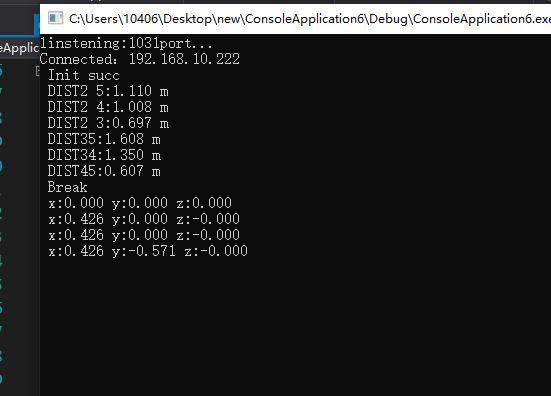 C:\Users\10406\Desktop\new\ConsoleApplication6\Debug\ConsoleApplication6.exe
eApplic
linstening:1031port...
Connected: 192.168.10.222
Init succ
DIST2 5:1.110 m
DIST2 4:1.008 m
DIST2 3:0.697 m
DIST35:1.608 m
DIST34:1.350 m
DIST45:0.607 m
Break
x:0.000 y:0.000 z:0.000
x:0.426 y:0.000 z:-0.000
x:0.426 y:0.000 z:-0.000
x:0.426 y:-0.571 z:-0.000